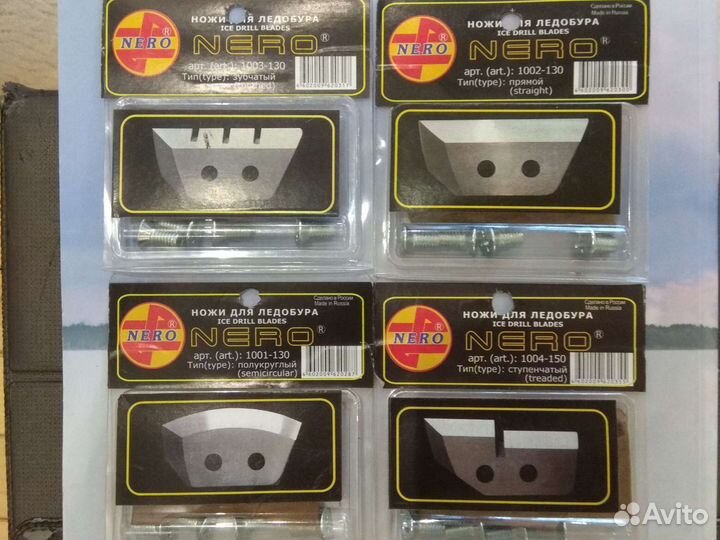 НОЖИ ДЛЯ ЛЕДОБУРА
ICE DRILL BLADES
NERO
NERO®
арт. (art.): 1003-130
Тип(type): зубчатый
Сделано в России
Made in Russia
НОЖИ ДЛЯ ЛЕДОБУРА
ICE DRILL BLADES
NERO
NERO®
арт. (art.): 1002-130
Тип(type): прямой
(straight)
Сделано в России
Made in Russia
НОЖИ ДЛЯ ЛЕДОБУРА
ICE DRILL BLADES
NERO
NERO®
арт. (art.): 1001-130
Тип(type): полукруглый
(semicircular)
Сделано в России
Made in Russia
НОЖИ ДЛЯ ЛЕДОБУРА
ICE DRILL BLADES
NERO
NERO®
арт. (art.): 1004-150
Тип(type): ступенчатый
(treaded)
Avito